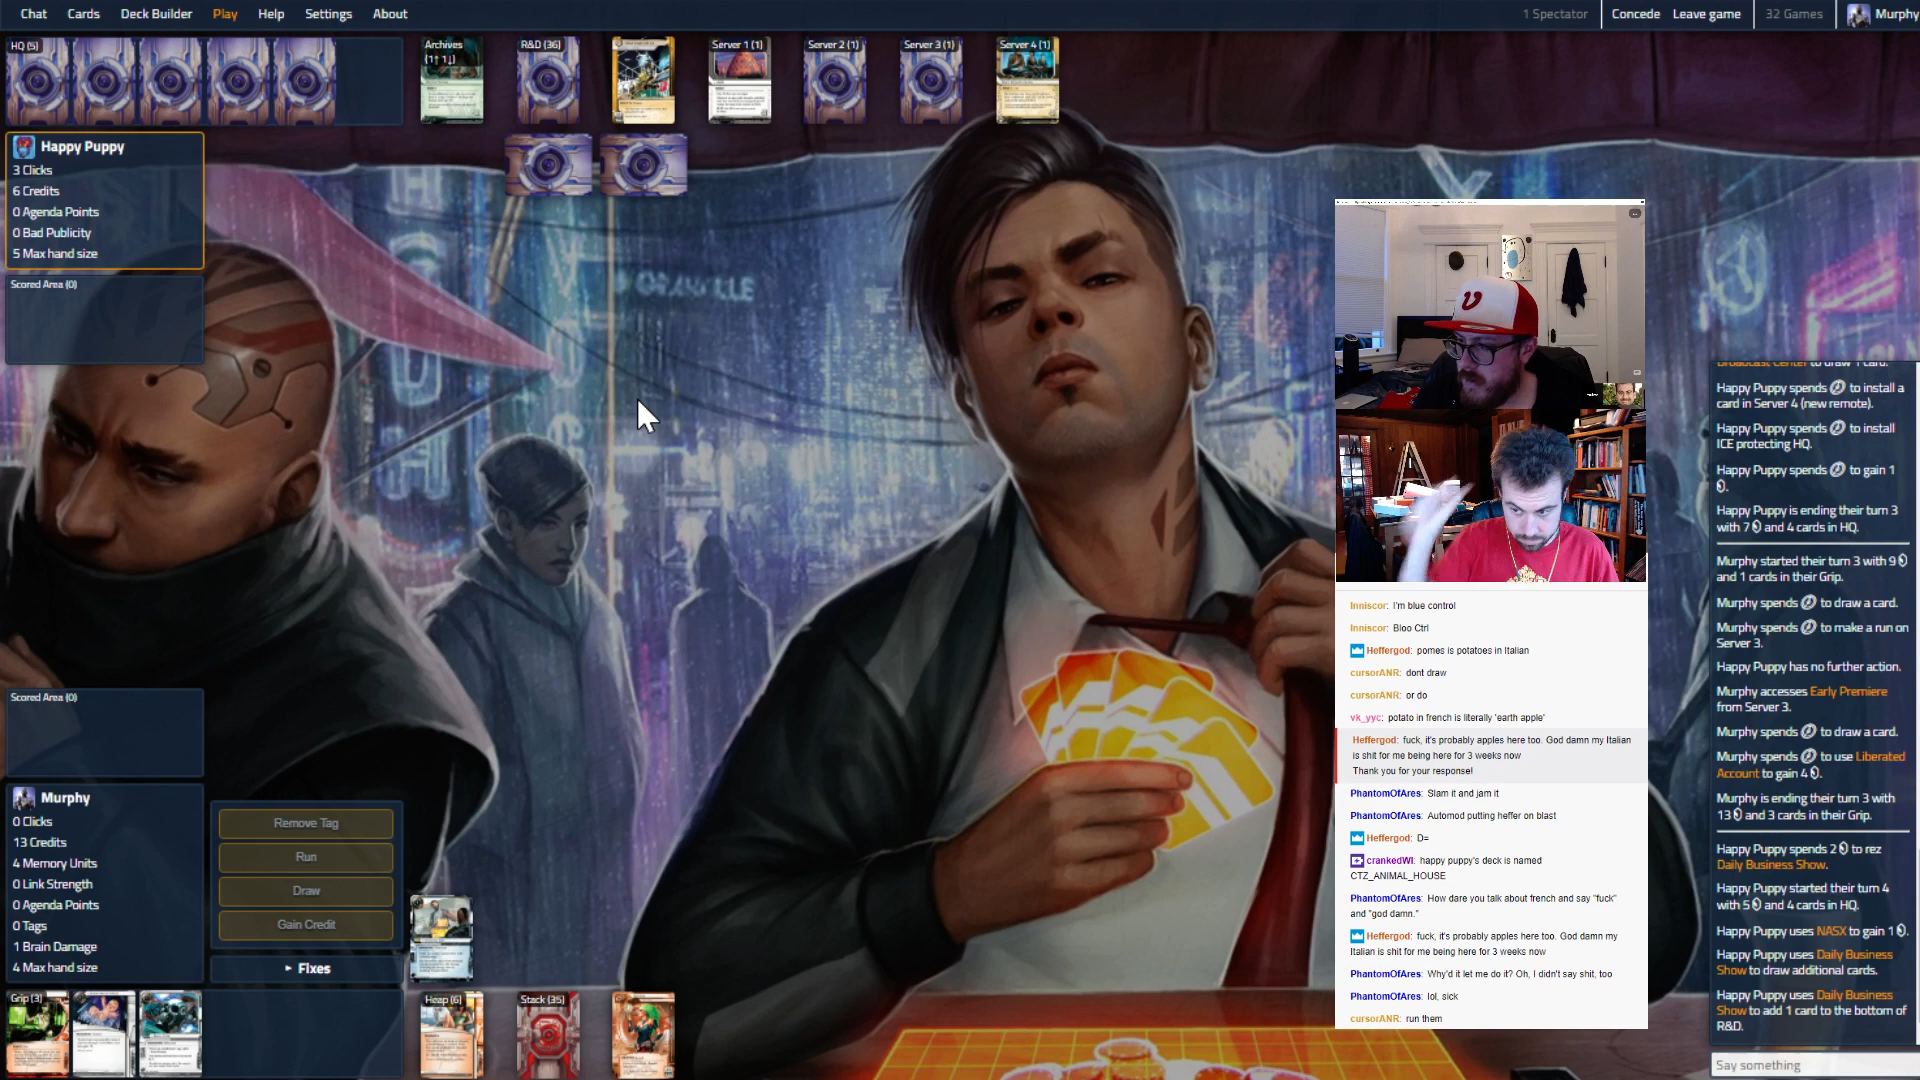 Chat Cards Deck Builder Play Help Settings About
1 Spectator Concede Leave game 32 Games Murphy
HQ (5)
Archives
(1↑ 1↓)
R&D (36)
Server 1 (1)
Server 2 (1)
Server 3 (1)
Server 4 (1)
Happy Puppy
3 Clicks
6 Credits
0 Agenda Points
0 Bad Publicity
5 Max hand size
Scored Area (0)
Scored Area (0)
Murphy
0 Clicks
13 Credits
4 Memory Units
0 Link Strength
0 Agenda Points
0 Tags
1 Brain Damage
4 Max hand size
Remove Tag
Run
Draw
Gain Credit
► Fixes
Grip (3)
Heap (6)
Stack (35)
Inniscor: I'm blue control
Inniscor: Bloo Ctrl
Heffergod: pomes is potatoes in Italian
cursorANR: dont draw
cursorANR: or do
vk_yyc: potato in french is literally 'earth apple'
Heffergod: fuck, it's probably apples here too. God damn my Italian
is shit for me being here for 3 weeks now
Thank you for your response!
PhantomOfAres: Slam it and jam it
PhantomOfAres: Automod putting heffer on blast
Heffergod: D=
crankedWI: happy puppy's deck is named
CTZ_ANIMAL_HOUSE
PhantomOfAres: How dare you talk about french and say "fuck"
and "god damn."
Heffergod: fuck, it's probably apples here too. God damn my
Italian is shit for me being here for 3 weeks now
PhantomOfAres: Why'd it let me do it? Oh, I didn't say shit, too
PhantomOfAres: lol, sick
cursorANR: run them
Broadcast Center to draw 1 card.
Happy Puppy spends to install a
card in Server 4 (new remote).
Happy Puppy spends to install
ICE protecting HQ.
Happy Puppy spends to gain 1
.
Happy Puppy is ending their turn 3
with 7 and 4 cards in HQ.
Murphy started their turn 3 with 9
and 1 cards in their Grip.
Murphy spends to draw a card.
Murphy spends to make a run on
Server 3.
Happy Puppy has no further action.
Murphy accesses Early Premiere
from Server 3.
Murphy spends to draw a card.
Murphy spends to use Liberated
Account to gain 4 .
Murphy is ending their turn 3 with
13 and 3 cards in their Grip.
Happy Puppy spends 2 to rez
Daily Business Show.
Happy Puppy started their turn 4
with 5 and 4 cards in HQ.
Happy Puppy uses NASX to gain 1 .
Happy Puppy uses Daily Business
Show to draw additional cards.
Happy Puppy uses Daily Business
Show to add 1 card to the bottom of
R&D.
Say something